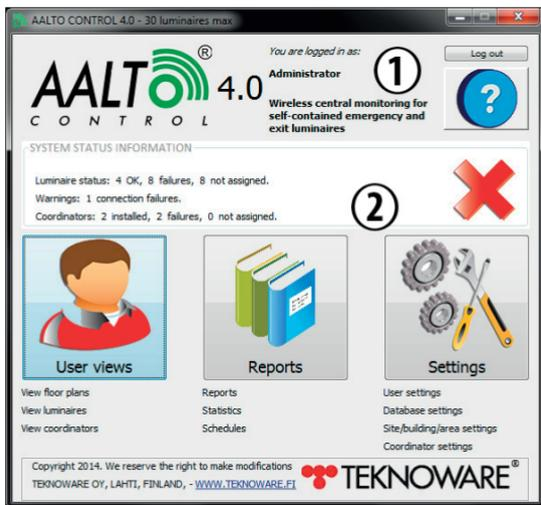 AALTO CONTROL 4.0 - 30 luminaires max
AALTO®
CONTROL
4.0
You are logged in as:
Administrator
Wireless central monitoring for
self-contained emergency and
exit luminaires
1
Log out
?
SYSTEM STATUS INFORMATION
Luminaire status: 4 OK, 8 failures, 8 not assigned.
Warnings: 1 connection failures.
Coordinators: 2 installed, 2 failures, 0 not assigned.
2
User views
Reports
Settings
View floor plans
View luminaires
View coordinators
Reports
Statistics
Schedules
User settings
Database settings
Site/building/area settings
Coordinator settings
Copyright 2014. We reserve the right to make modifications
TEKNOWARE OY, LAHTI, FINLAND, - WWW.TEKNOWARE.FI
TEKNOWARE®